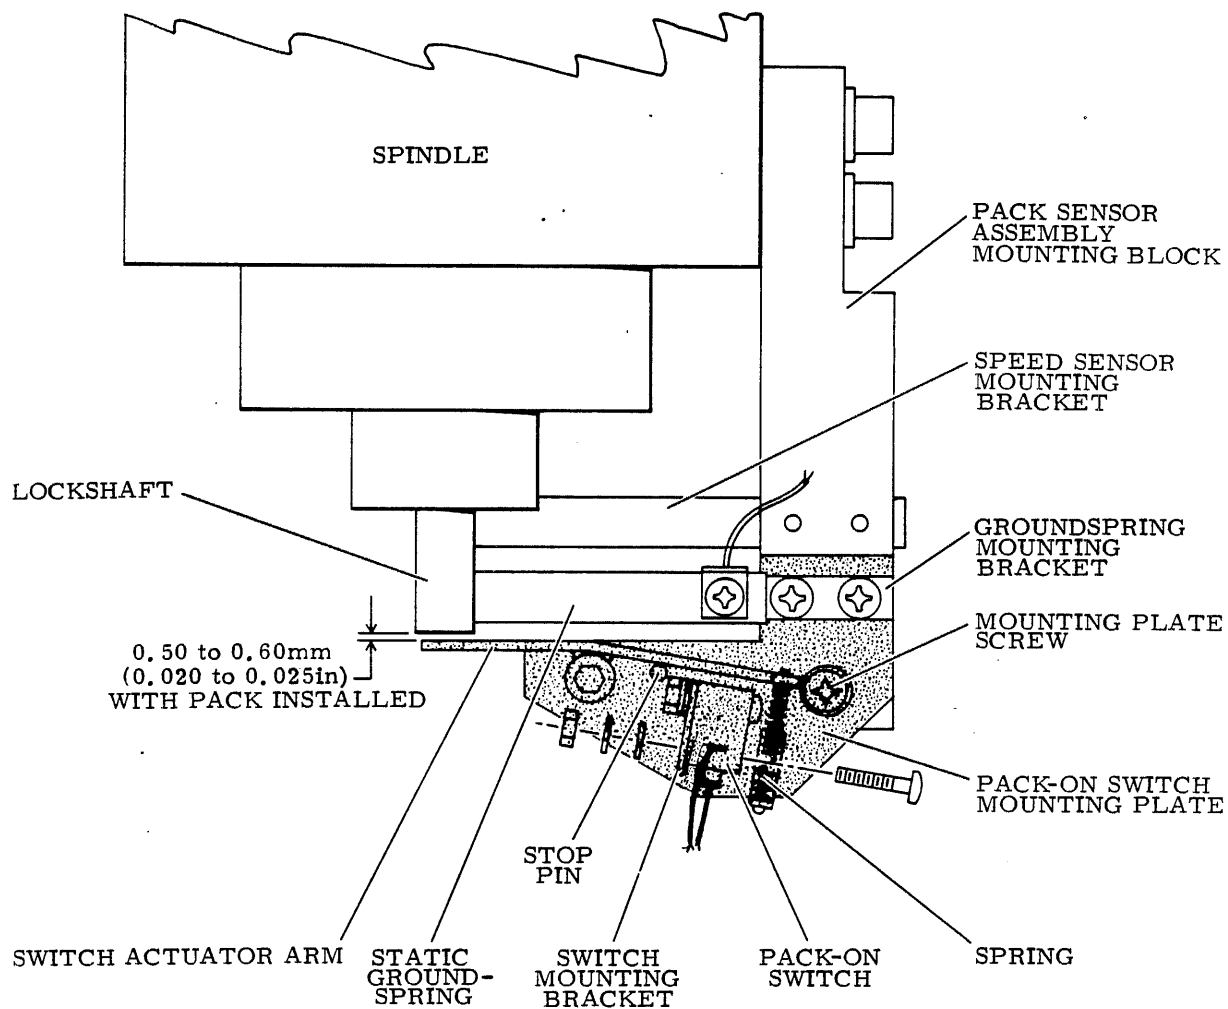 SPINDLE
PACK SENSOR
ASSEMBLY
MOUNTING BLOCK
SPEED SENSOR
MOUNTING
BRACKET
LOCKSHAFT
GROUNDSPRING
MOUNTING
BRACKET
MOUNTING PLATE
SCREW
0.50 to 0.60mm
(0.020 to 0.025in)
WITH PACK INSTALLED
PACK-ON SWITCH
MOUNTING PLATE
STOP
PIN
SWITCH ACTUATOR ARM
STATIC
GROUND-
SPRING
SWITCH
MOUNTING
BRACKET
PACK-ON
SWITCH
SPRING